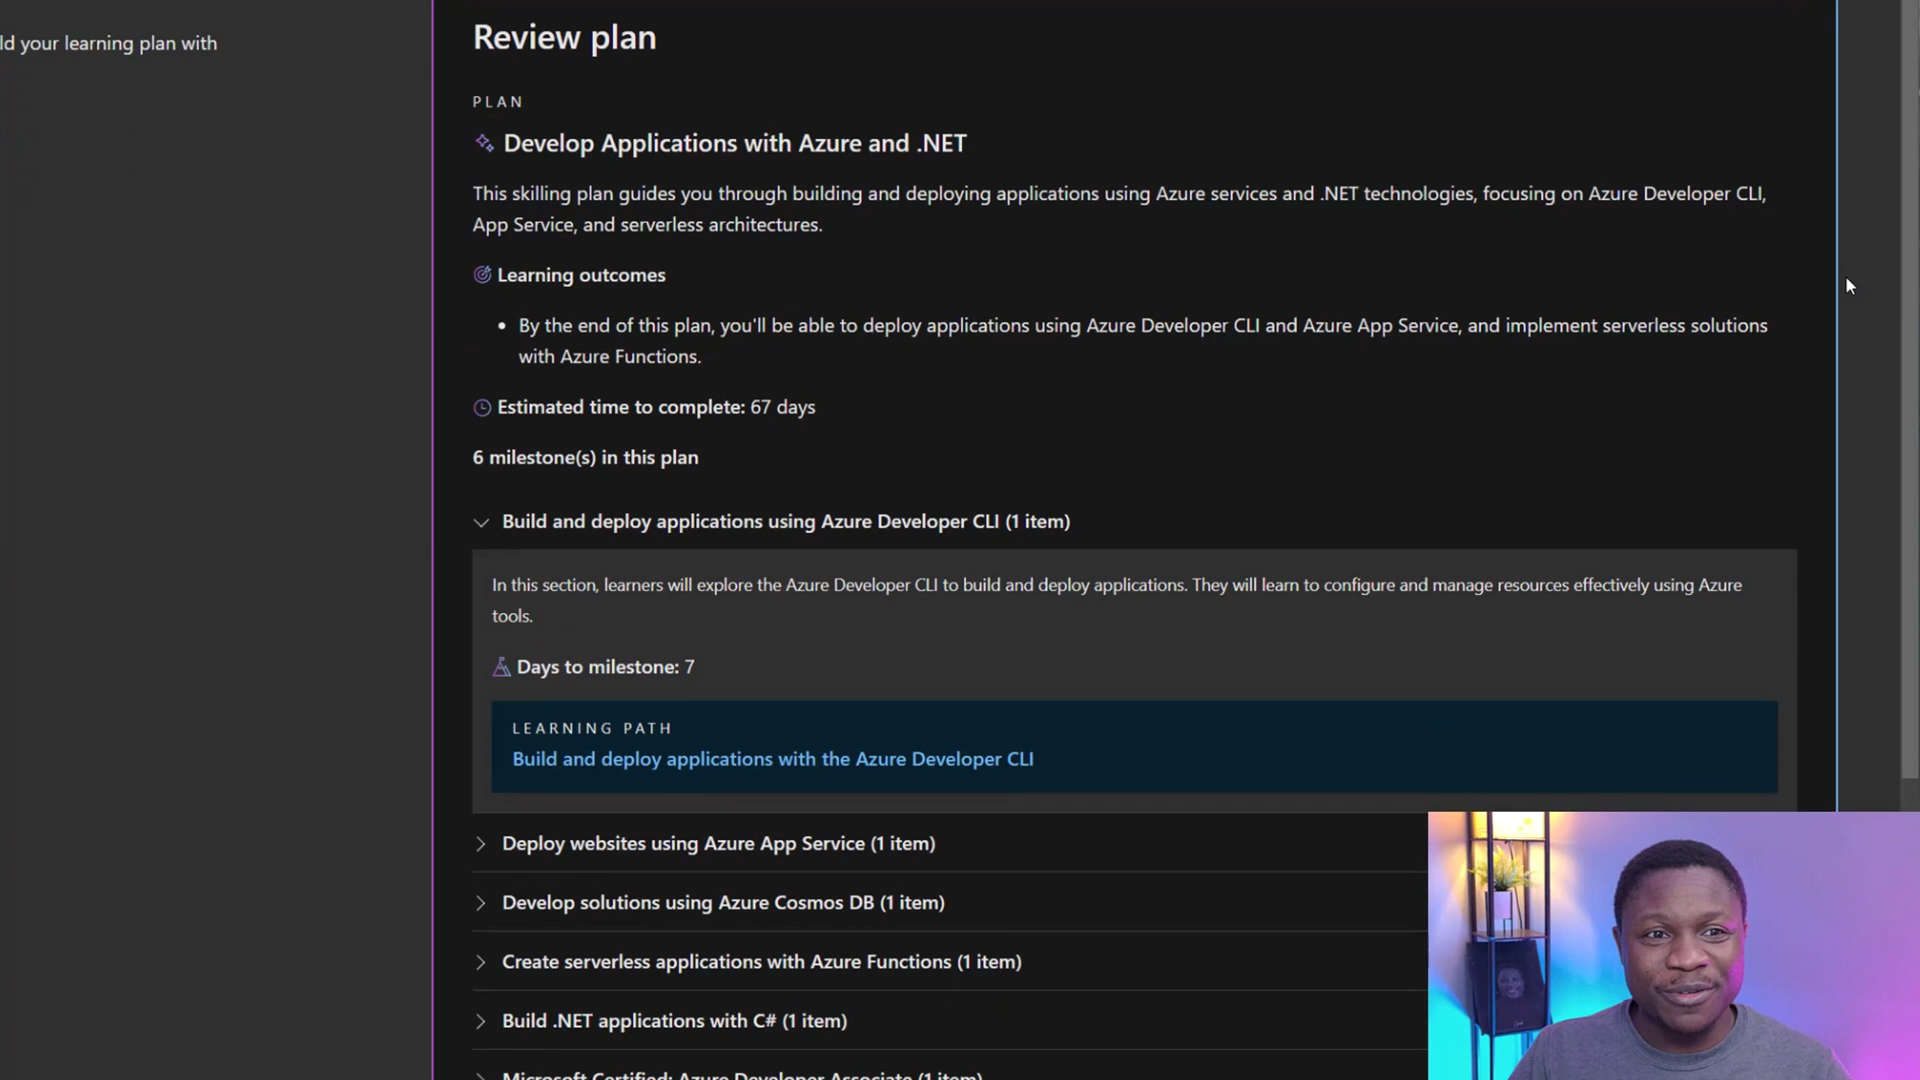 ld your learning plan with
Review plan
PLAN
Develop Applications with Azure and .NET
This skilling plan guides you through building and deploying applications using Azure services and .NET technologies, focusing on Azure Developer CLI,
App Service, and serverless architectures.
Learning outcomes
• By the end of this plan, you'll be able to deploy applications using Azure Developer CLI and Azure App Service, and implement serverless solutions
with Azure Functions.
Estimated time to complete: 67 days
6 milestone(s) in this plan
Build and deploy applications using Azure Developer CLI (1 item)
In this section, learners will explore the Azure Developer CLI to build and deploy applications. They will learn to configure and manage resources effectively using Azure
tools.
Days to milestone: 7
LEARNING PATH
Build and deploy applications with the Azure Developer CLI
Deploy websites using Azure App Service (1 item)
Develop solutions using Azure Cosmos DB (1 item)
Create serverless applications with Azure Functions (1 item)
Build .NET applications with C# (1 item)
Microsoft Certified: Azure Developer Associate (1 item)